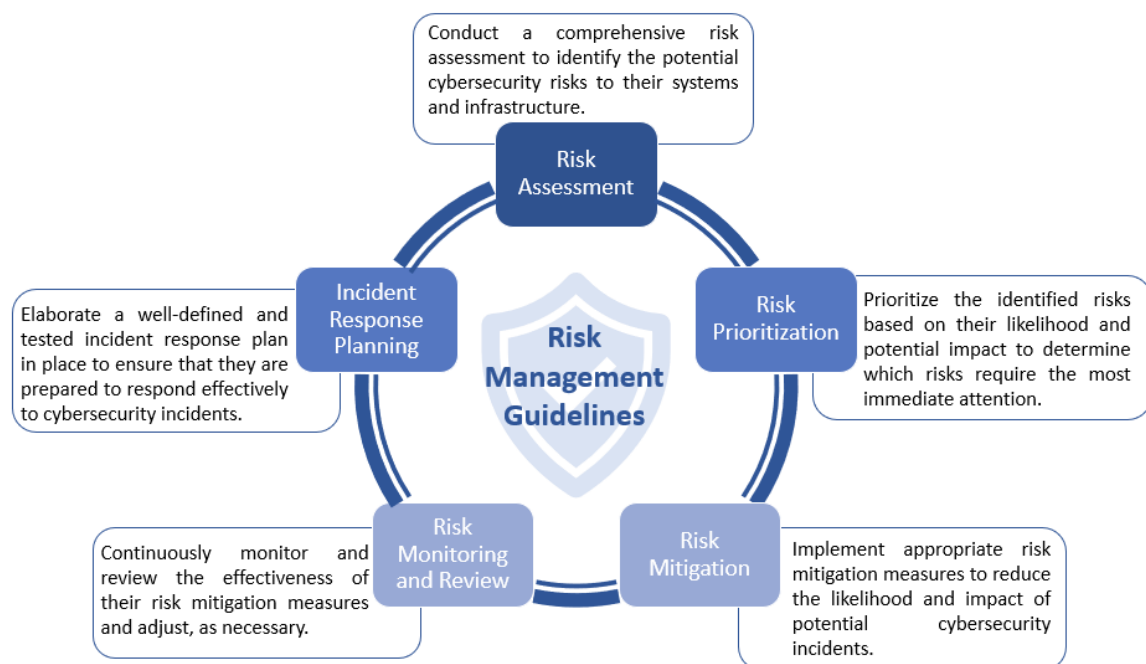 Conduct a comprehensive risk
assessment to identify the potential
cybersecurity risks to their systems
and infrastructure.
Risk
Assessment
Incident
Response
Planning
Elaborate a well-defined and
tested incident response plan
in place to ensure that they are
prepared to respond effectively
to cybersecurity incidents.
Risk
Management
Guidelines
Risk
Prioritization
Prioritize the identified risks
based on their likelihood and
potential impact to determine
which risks require the most
immediate attention.
Risk
Monitoring
and Review
Continuously monitor and
review the effectiveness of
their risk mitigation measures
and adjust, as necessary.
Risk
Mitigation
Implement appropriate risk
mitigation measures to reduce
the likelihood and impact of
potential cybersecurity
incidents.